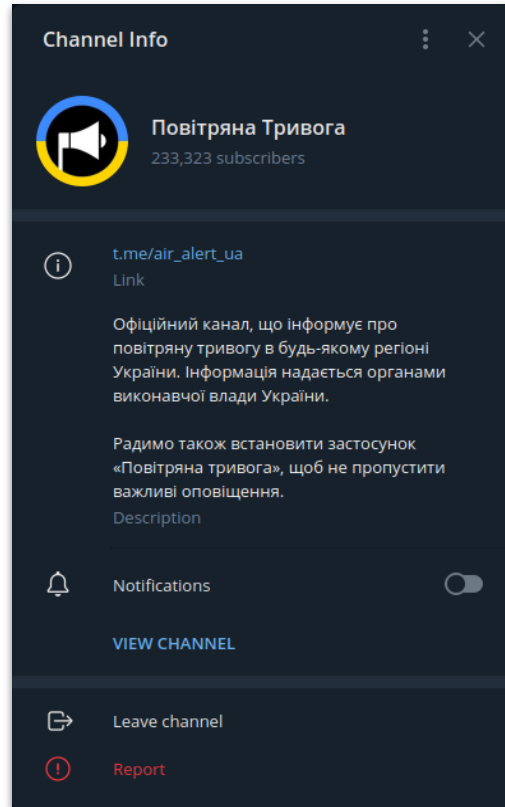 Channel Info
Повітряна Тривога
233,323 subscribers
t.me/air_alert_ua
Link
Офіційний канал, що інформує про
повітряну тривогу в будь-якому регіоні
України. Інформація надається органами
виконавчої влади України.
Радимо також встановити застосунок
«Повітряна тривога», щоб не пропустити
важливі оповіщення.
Description
Notifications
VIEW CHANNEL
Leave channel
Report